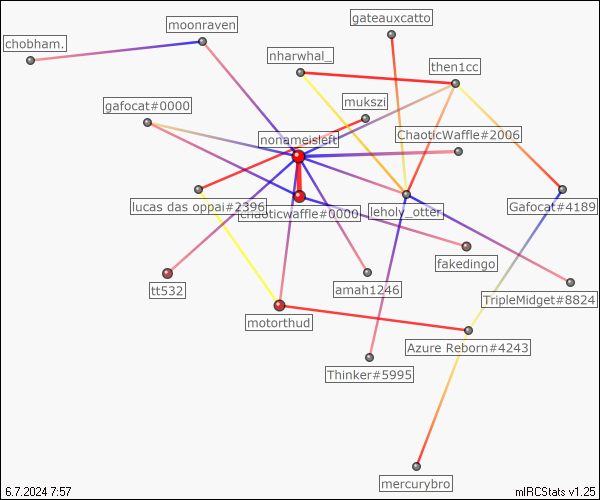 gateauxcatto
moonraven
chobham.
nharwhal_
then1cc
mukszi
gafocat#0000
nonameisleft
ChaoticWaffle#2006
lucas das oppai#2396
chaoticwaffle#0000
leholy_otter
Gafocat#4189
fakedingo
tt532
amah1246
TripleMidget#8824
motorthud
Azure Reborn#4243
Thinker#5995
mercurybro
6.7.2024 7:57
mIRCStats v1.25